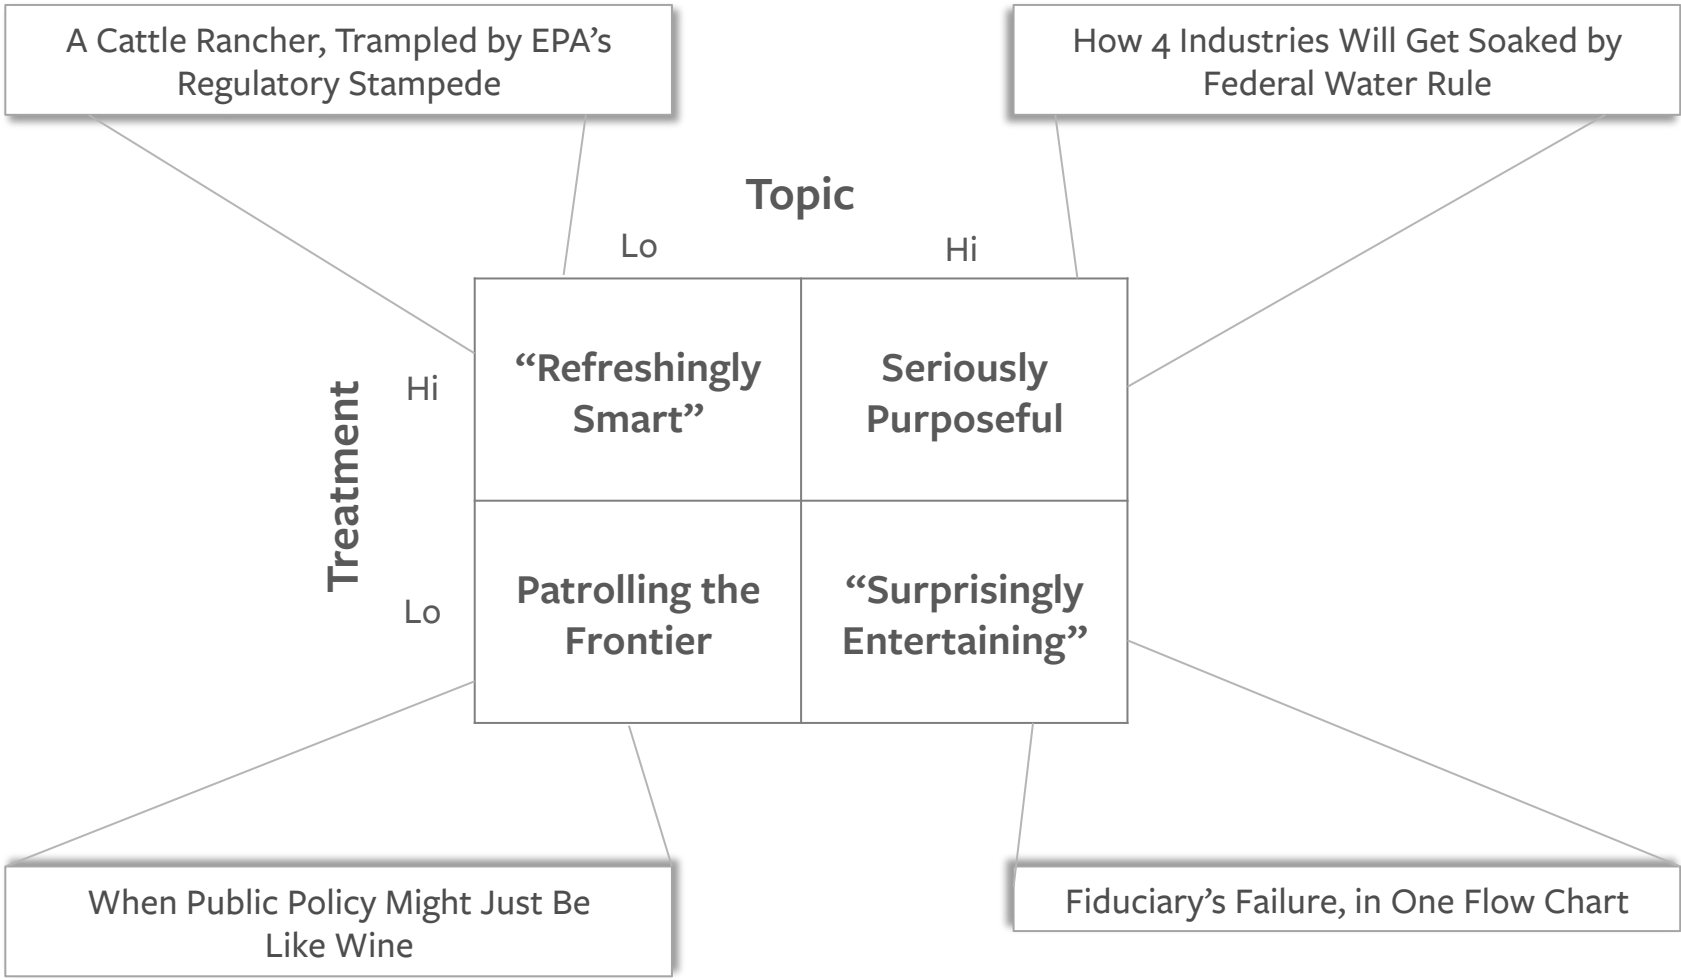 A Cattle Rancher, Trampled by EPA’s
Regulatory Stampede
How 4 Industries Will Get Soaked by
Federal Water Rule
Topic
Lo
Hi
Treatment
Hi
“Refreshingly
Smart”
Seriously
Purposeful
Lo
Patrolling the
Frontier
“Surprisingly
Entertaining”
When Public Policy Might Just Be
Like Wine
Fiduciary’s Failure, in One Flow Chart